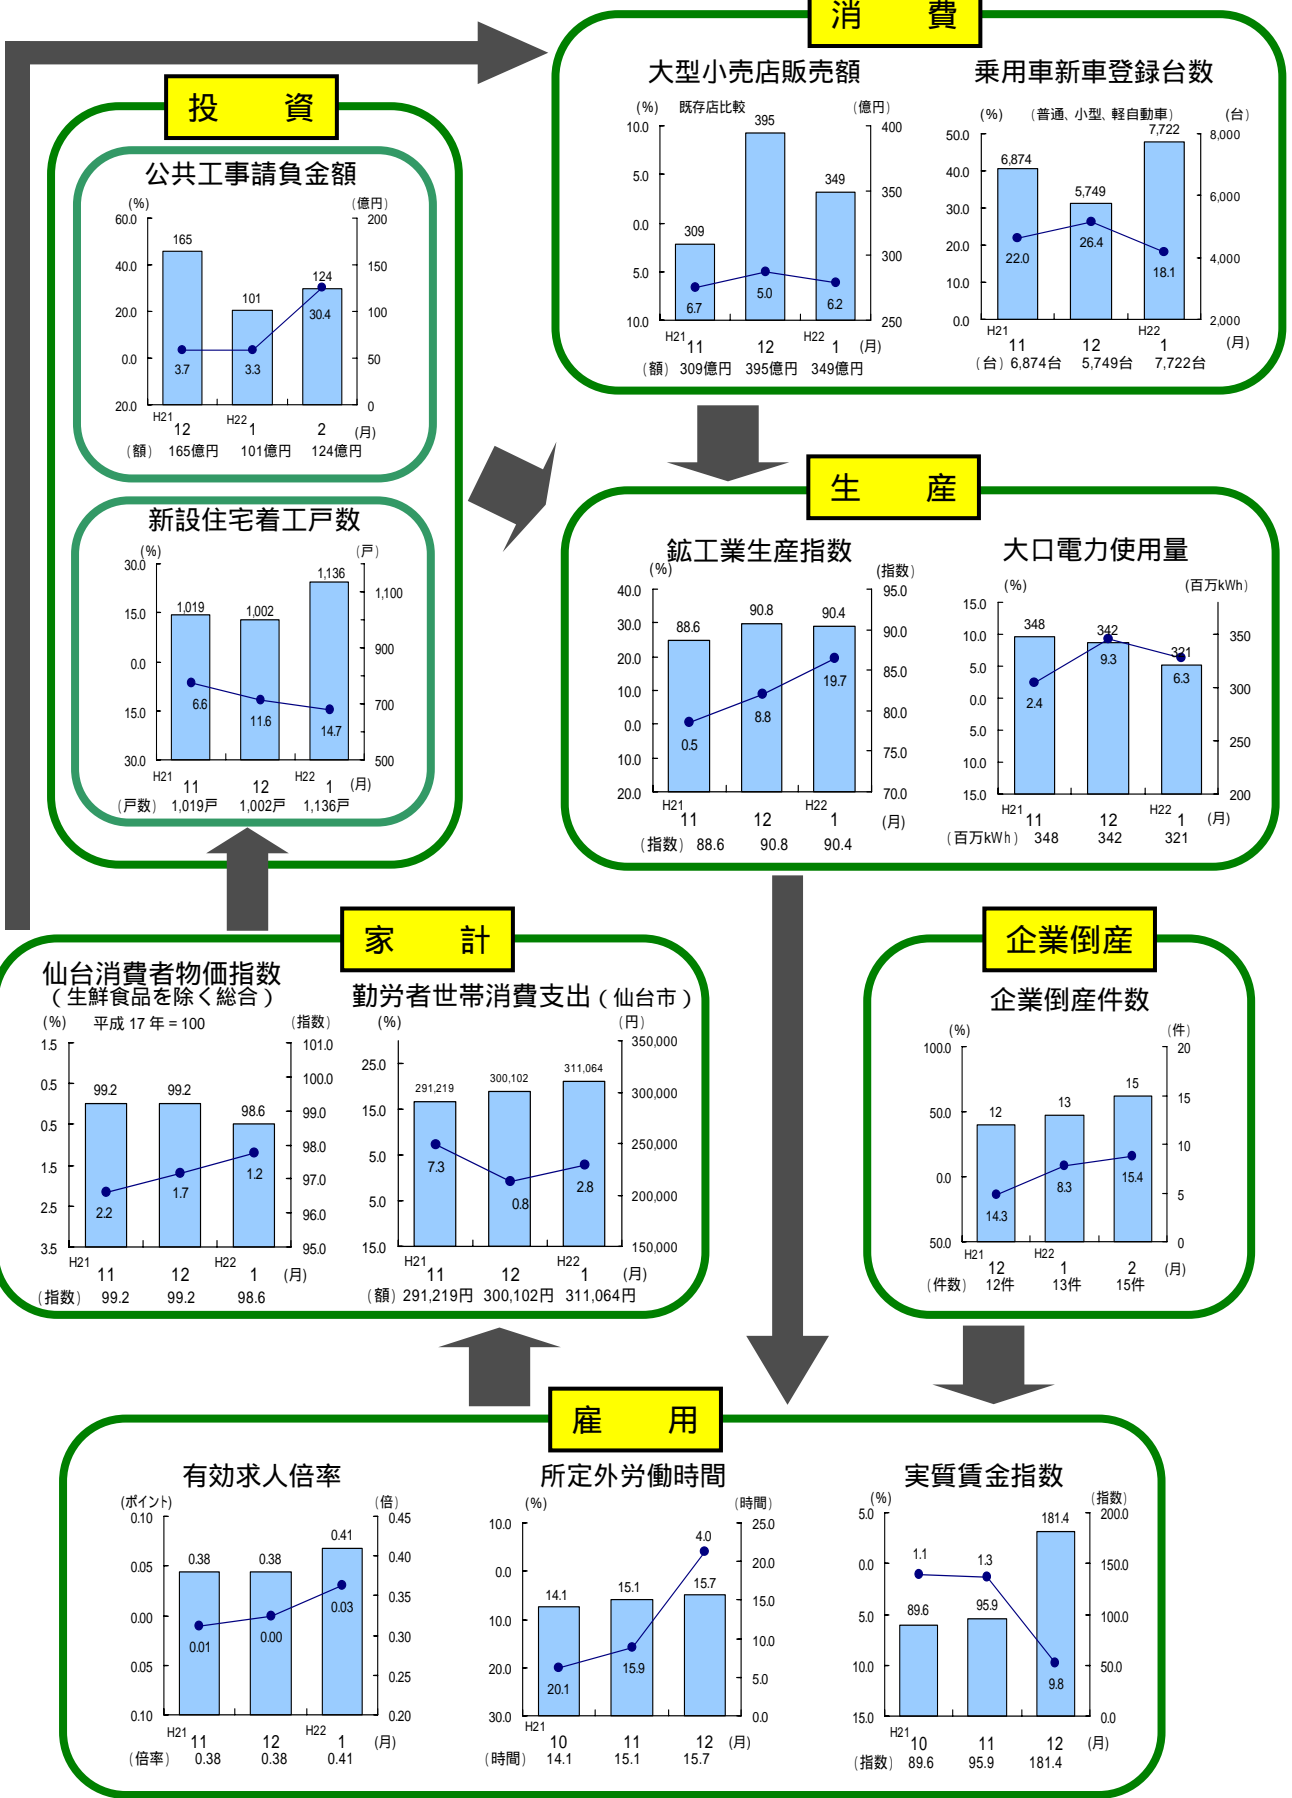 消　費
大型小売店販売額
(%) 既存店比較 (億円)
10.0 5.0 0.0 5.0 10.0
400 350 300 250
309 395 349
6.7 5.0 6.2
H21 11 12 H22 1 (月)
(額) 309億円 395億円 349億円
乗用車新車登録台数
(%) (普通、小型、軽自動車) (台)
50.0 40.0 30.0 20.0 10.0 0.0
8,000 6,000 4,000 2,000
6,874 5,749 7,722
22.0 26.4 18.1
H21 11 12 H22 1 (月)
(台) 6,874台 5,749台 7,722台
投　資
公共工事請負金額
(%) (億円)
60.0 40.0 20.0 0.0 20.0
200 150 100 50 0
165 101 124
3.7 3.3 30.4
H21 12 H22 1 2 (月)
(額) 165億円 101億円 124億円
新設住宅着工戸数
(%) (戸)
30.0 15.0 0.0 15.0 30.0
1,100 900 700 500
1,019 1,002 1,136
6.6 11.6 14.7
H21 11 12 H22 1 (月)
(戸数) 1,019戸 1,002戸 1,136戸
生　産
鉱工業生産指数
(%) (指数)
40.0 30.0 20.0 10.0 0.0 10.0 20.0
95.0 90.0 85.0 80.0 75.0 70.0
88.6 90.8 90.4
0.5 8.8 19.7
H21 11 12 H22 1 (月)
(指数) 88.6 90.8 90.4
大口電力使用量
(%) (百万kWh)
15.0 10.0 5.0 0.0 5.0 10.0 15.0
350 300 250 200
348 342 321
2.4 9.3 6.3
H21 11 12 H22 1 (月)
(百万kWh) 348 342 321
家　計
仙台消費者物価指数
(生鮮食品を除く総合)
(%) 平成 17 年 = 100 (指数)
1.5 0.5 0.5 1.5 2.5 3.5
101.0 100.0 99.0 98.0 97.0 96.0 95.0
99.2 99.2 98.6
2.2 1.7 1.2
H21 11 12 H22 1 (月)
(指数) 99.2 99.2 98.6
勤労者世帯消費支出(仙台市)
(%) (円)
25.0 15.0 5.0 5.0 15.0
350,000 300,000 250,000 200,000 150,000
291,219 300,102 311,064
7.3 0.8 2.8
H21 11 12 H22 1 (月)
(額) 291,219円 300,102円 311,064円
企業倒産
企業倒産件数
(%) (件)
100.0 50.0 0.0 50.0
20 15 10 5 0
12 13 15
14.3 8.3 15.4
H21 12 H22 1 2 (月)
(件数) 12件 13件 15件
雇　用
有効求人倍率
(ポイント) (倍)
0.10 0.05 0.00 0.05 0.10
0.45 0.40 0.35 0.30 0.25 0.20
0.38 0.38 0.41
0.01 0.00 0.03
H21 11 12 H22 1 (月)
(倍率) 0.38 0.38 0.41
所定外労働時間
(%) (時間)
10.0 0.0 10.0 20.0 30.0
25.0 20.0 15.0 10.0 5.0 0.0
14.1 15.1 15.7
20.1 15.9 4.0
H21 10 11 12 (月)
(時間) 14.1 15.1 15.7
実質賃金指数
(%) (指数)
5.0 0.0 5.0 10.0 15.0
200.0 150.0 100.0 50.0 0.0
89.6 95.9 181.4
1.1 1.3 9.8
H21 10 11 12 (月)
(指数) 89.6 95.9 181.4